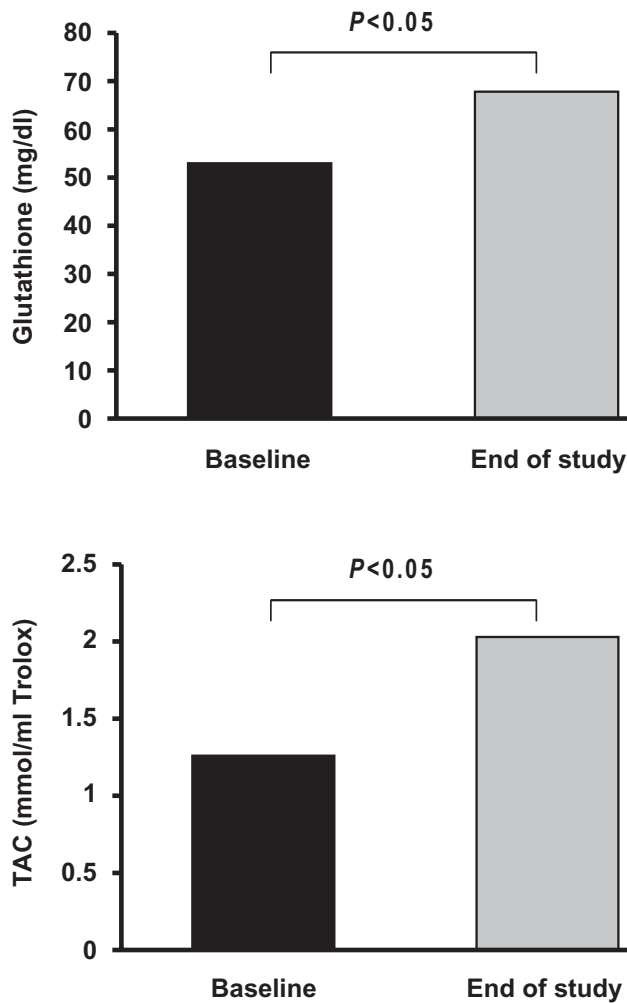 P<0.05
80
70
60
50
40
30
20
10
0
Glutathione (mg/dl)
Baseline End of study
P<0.05
2.5
2
1.5
1
0.5
0
TAC (mmol/ml Trolox)
Baseline End of study